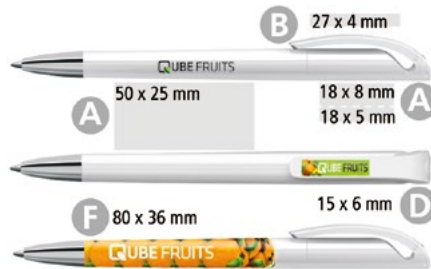 B 27 x 4 mm
QUBE FRUITS
A 50 x 25 mm
18 x 8 mm A
18 x 5 mm
QUBE FRUITS
F 80 x 36 mm
15 x 6 mm D
QUBE FRUITS